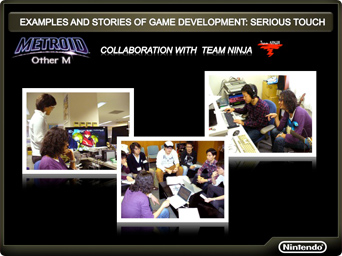 EXAMPLES AND STORIES OF GAME DEVELOPMENT: SERIOUS TOUCH
METROID
Other M
COLLABORATION WITH TEAM NINJA
Nintendo